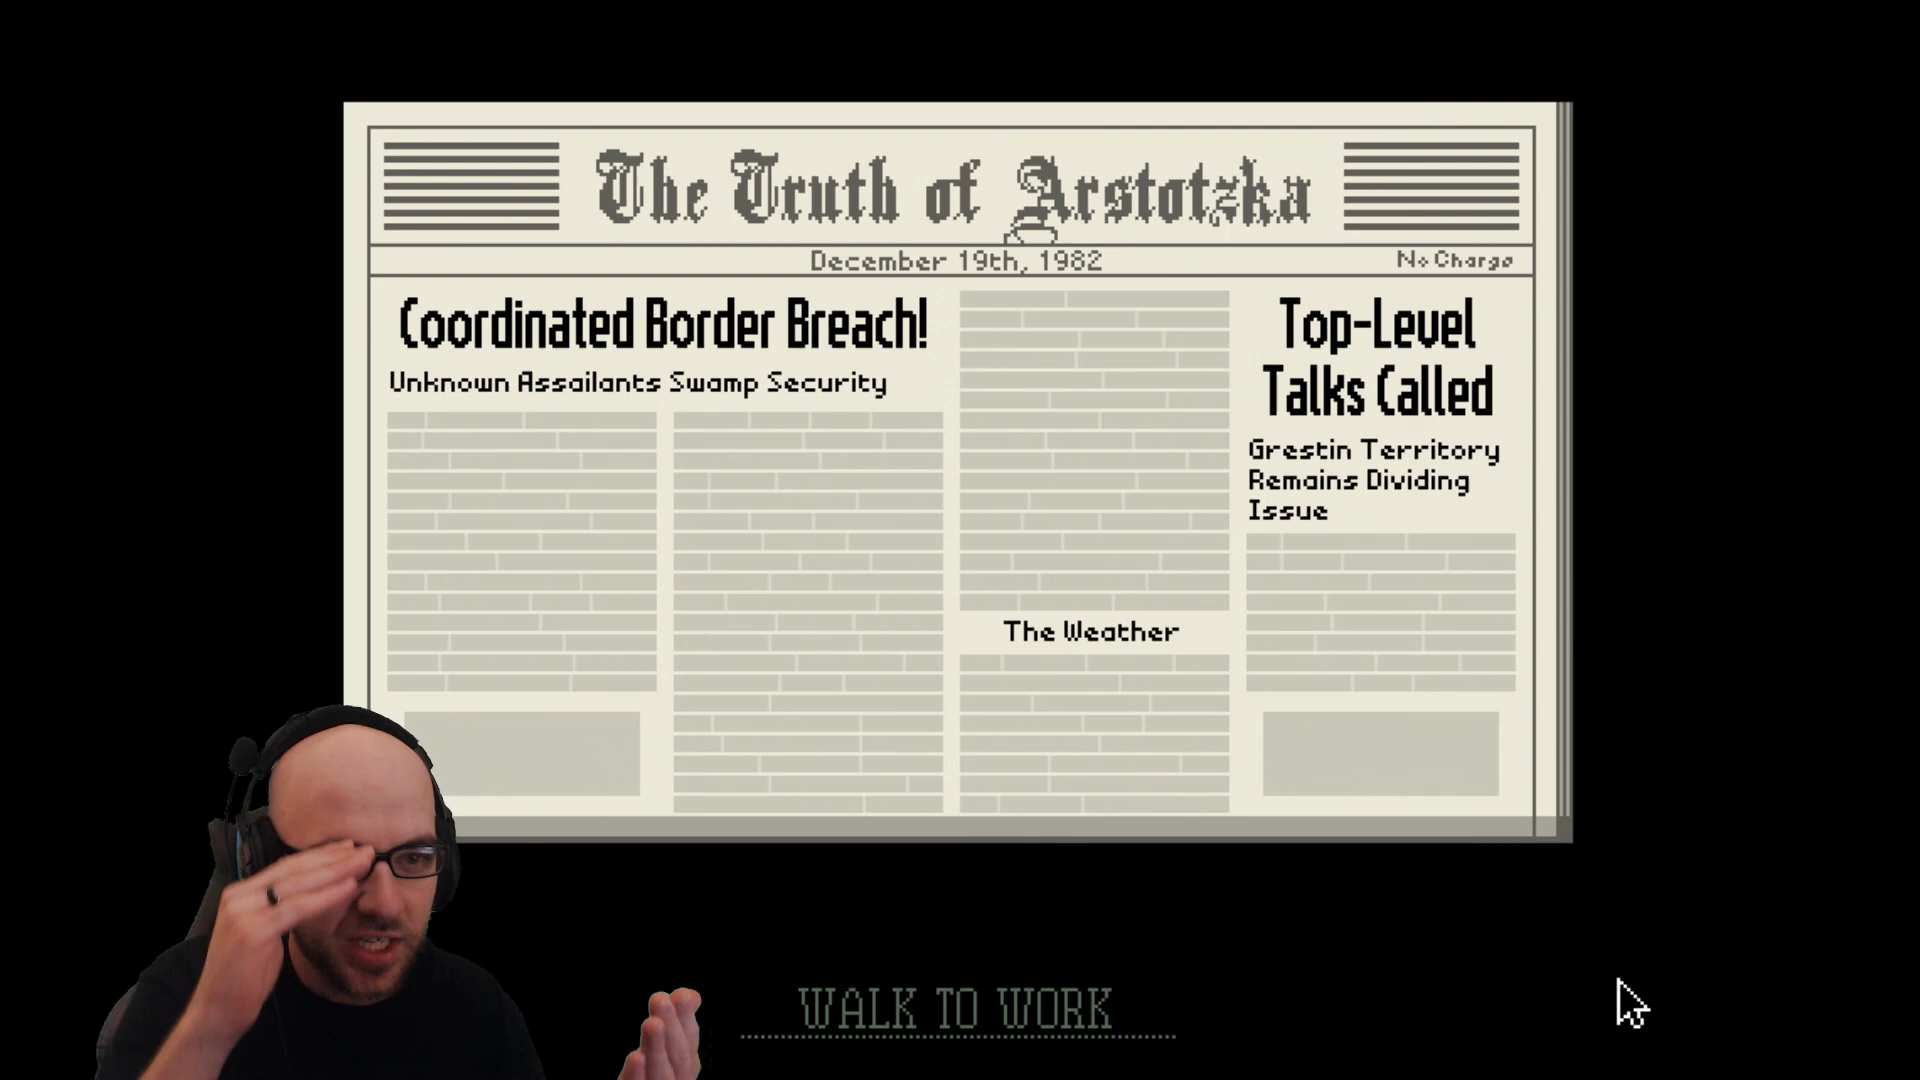 The Truth of Arstotzka
December 19th, 1982
No Charge
Coordinated Border Breach!
Unknown Assailants Swamp Security
The Weather
Top-Level
Talks Called
Grestin Territory
Remains Dividing
Issue
WALK TO WORK